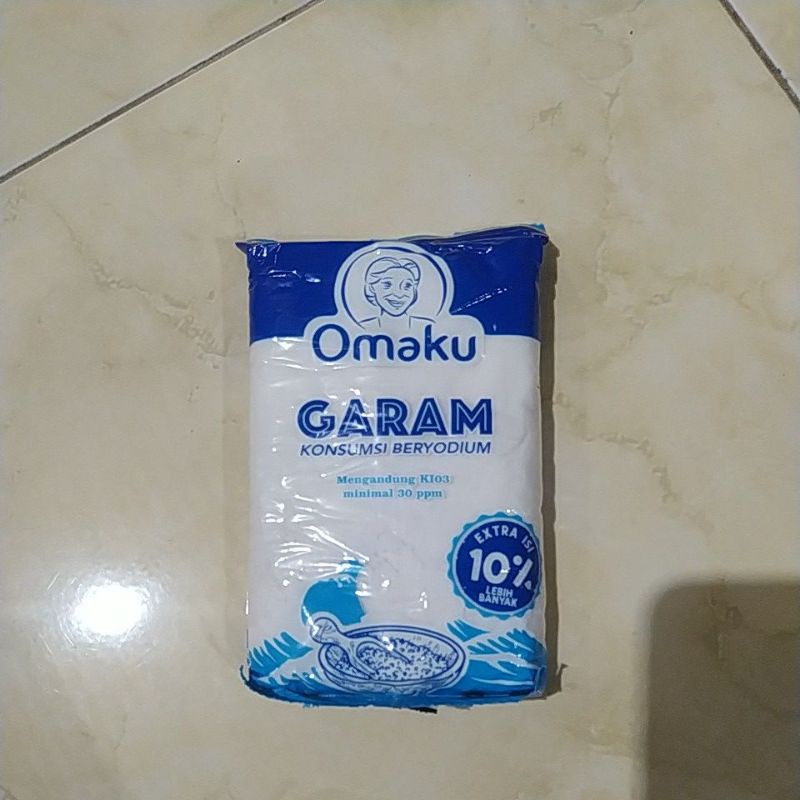 Omaku
GARAM
KONSUMSI BERYODIUM
Mengandung KIO3
minimal 30 ppm
EXTRA ISI
10%
LEBIH
BANYAK